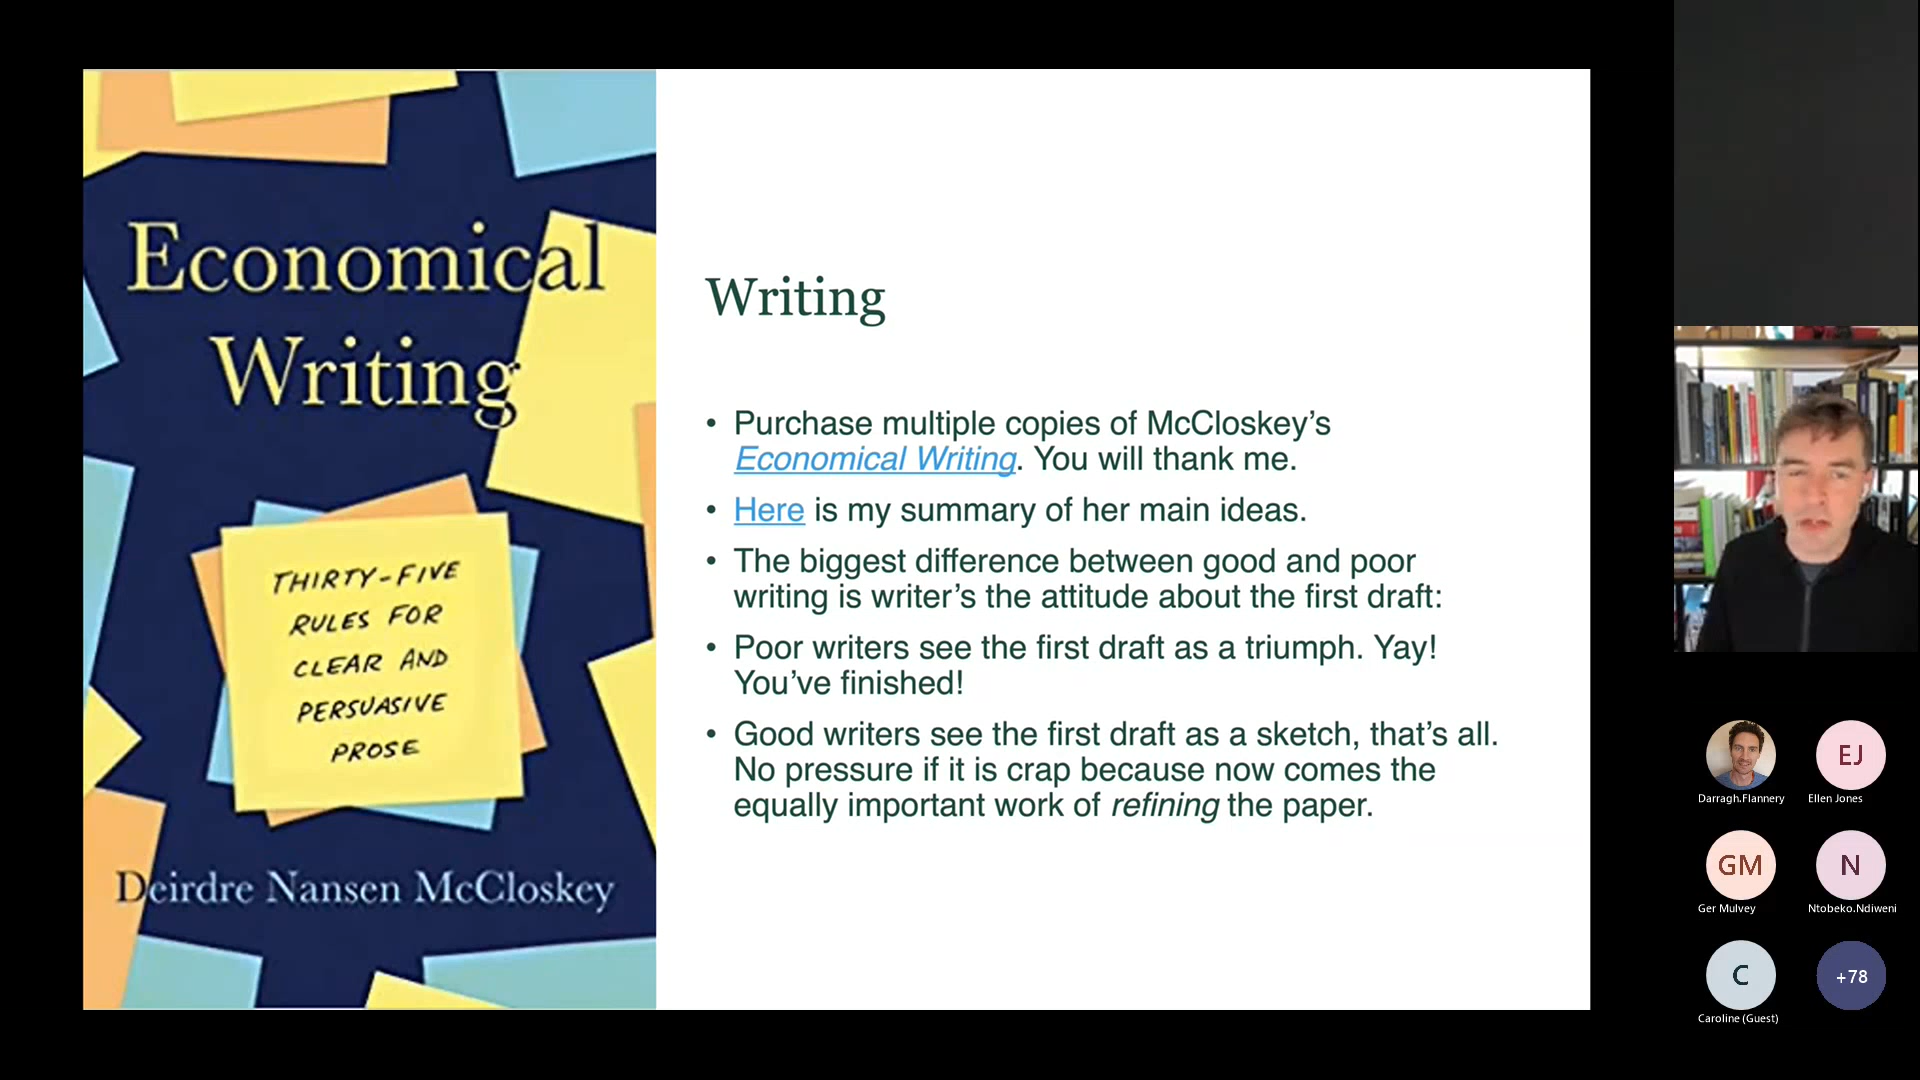 Economical
Writing
THIRTY-FIVE
RULES FOR
CLEAR AND
PERSUASIVE
PROSE
Deirdre Nansen McCloskey
Writing
• Purchase multiple copies of McCloskey’s
Economical Writing. You will thank me.
• Here is my summary of her main ideas.
• The biggest difference between good and poor
writing is writer’s the attitude about the first draft:
• Poor writers see the first draft as a triumph. Yay!
You’ve finished!
• Good writers see the first draft as a sketch, that’s all.
No pressure if it is crap because now comes the
equally important work of refining the paper.
Darragh.Flannery
EJ
Ellen Jones
GM
Ger Mulvey
N
Ntobeko.Ndiweni
C
Caroline (Guest)
+78